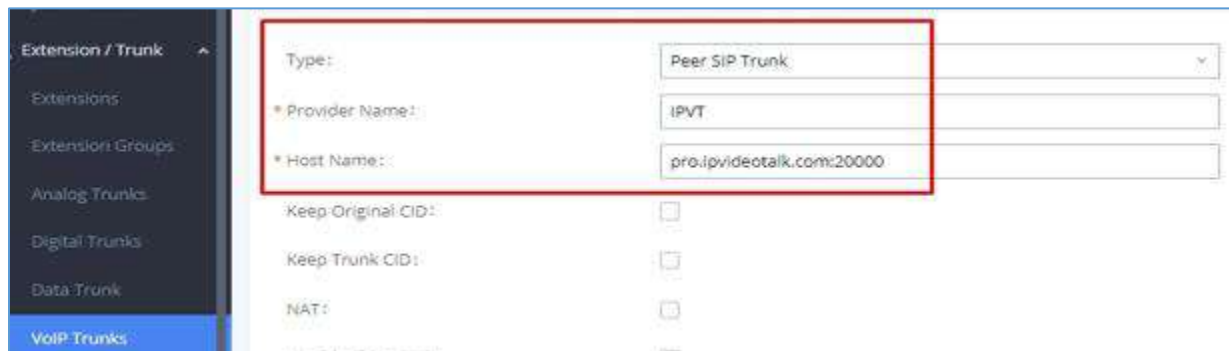 Extension / Trunk
Extensions
Extension Groups
Analog Trunks
Digital Trunks
Data Trunk
VoIP Trunks
Type: Peer SIP Trunk
* Provider Name: IPVT
* Host Name: pro.ipvideotalk.com:20000
Keep Original CID:
Keep Trunk CID:
NAT: